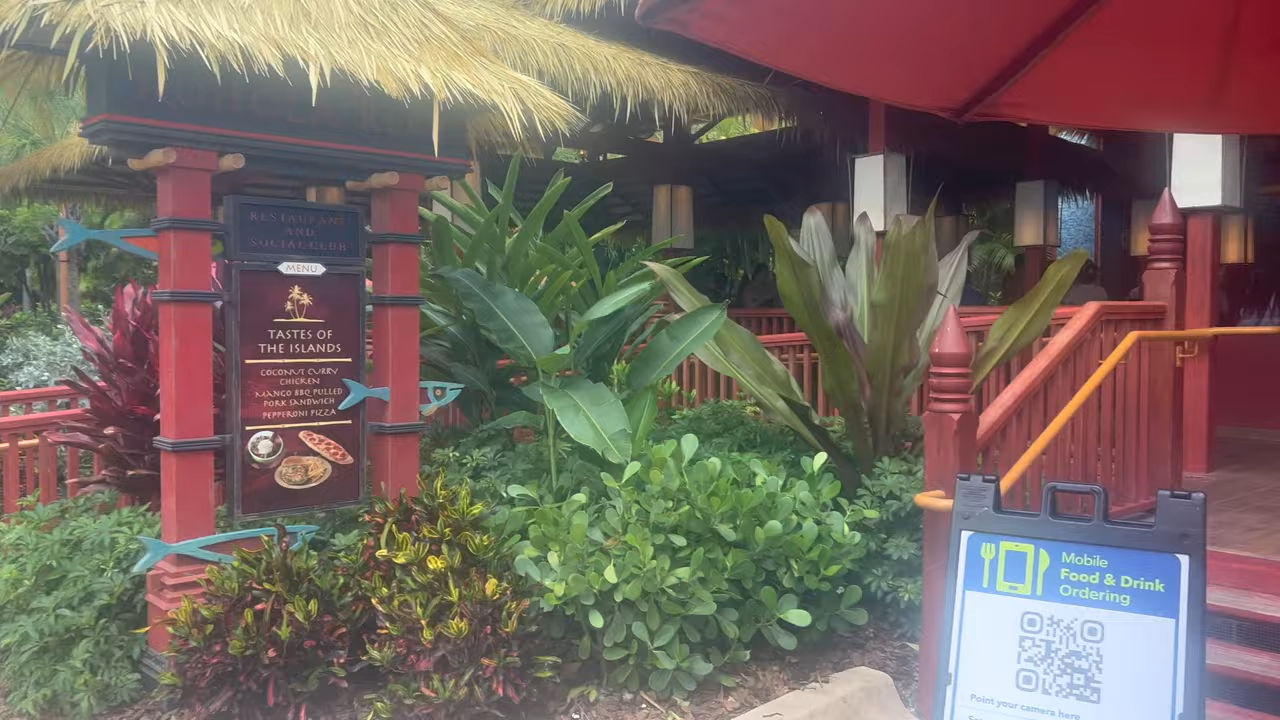 RESTAURANT
AND
SOCIAL CLUB
MENU
TASTES OF
THE ISLANDS
COCONUT CURRY
CHICKEN
MANGO BBQ PULLED
PORK SANDWICH
PEPPERONI PIZZA
Mobile
Food & Drink
Ordering
Point your camera here